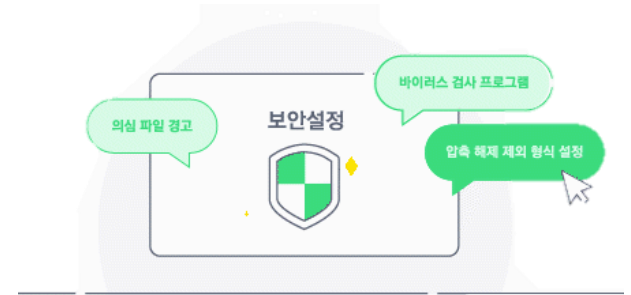 바이러스 검사 프로그램
의심 파일 경고
보안설정
압축 해제 제외 형식 설정